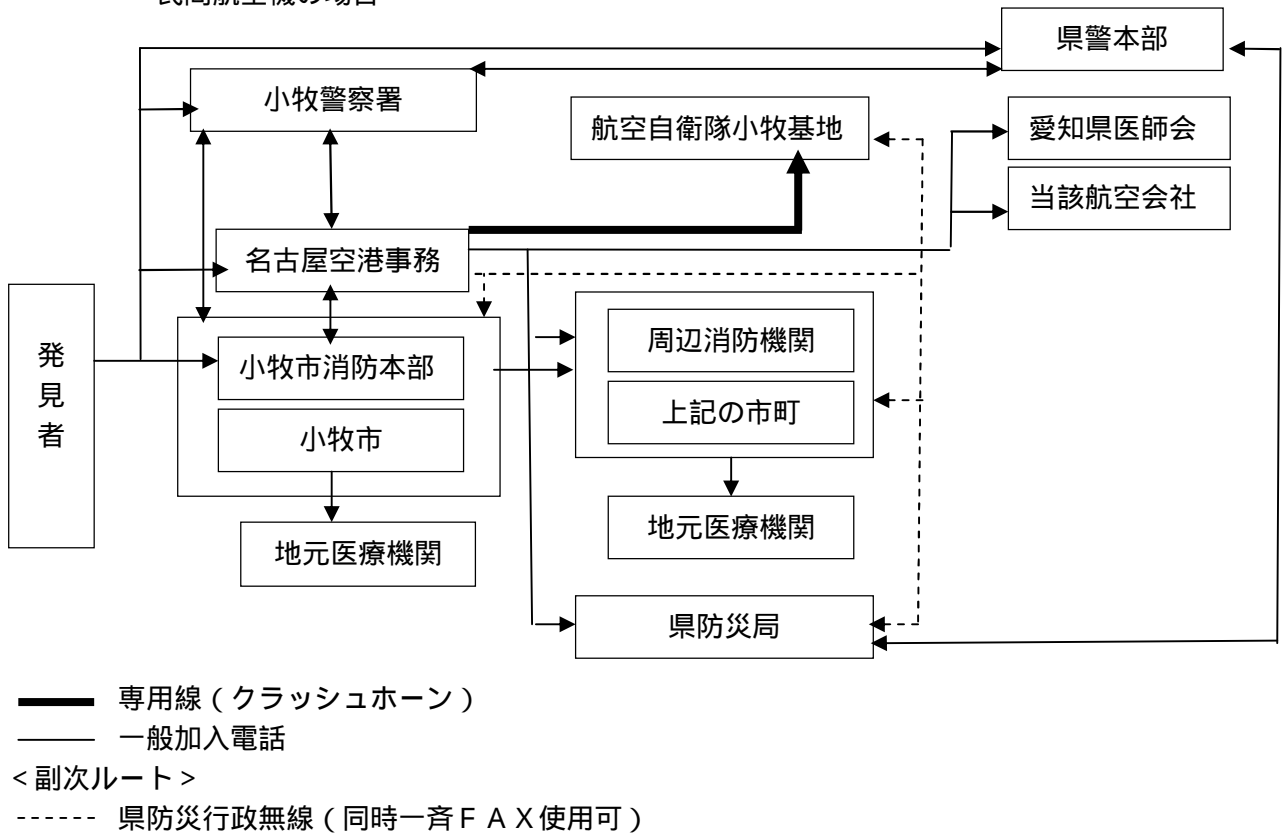 民間航空機の場合
県警本部
小牧警察署
航空自衛隊小牧基地
愛知県医師会
当該航空会社
名古屋空港事務
発見者
周辺消防機関
小牧市消防本部
上記の市町
小牧市
地元医療機関
地元医療機関
県防災局
専用線(クラッシュホーン)
一般加入電話
<副次ルート>
県防災行政無線(同時一斉ＦＡＸ使用可)